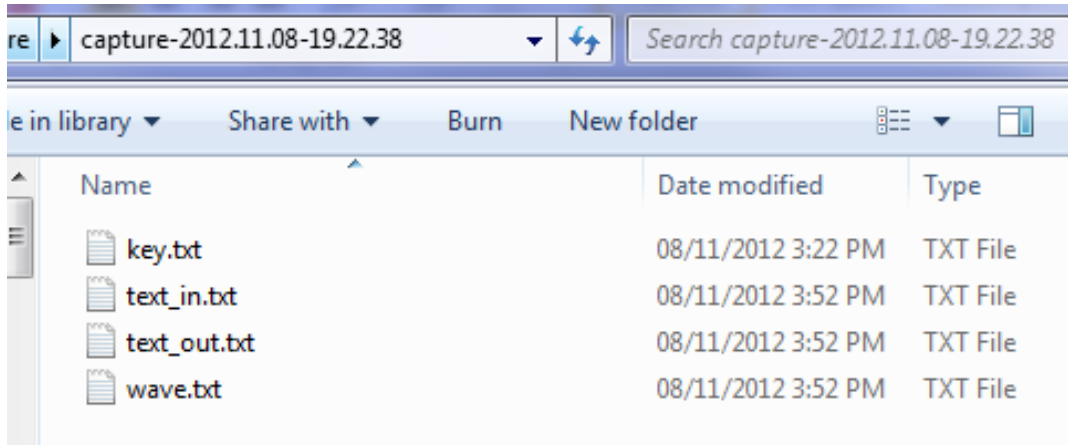 re capture-2012.11.08-19.22.38 Search capture-2012.11.08-19.22.38
le in library Share with Burn New folder
Name Date modified Type
key.txt 08/11/2012 3:22 PM TXT File
text_in.txt 08/11/2012 3:52 PM TXT File
text_out.txt 08/11/2012 3:52 PM TXT File
wave.txt 08/11/2012 3:52 PM TXT File